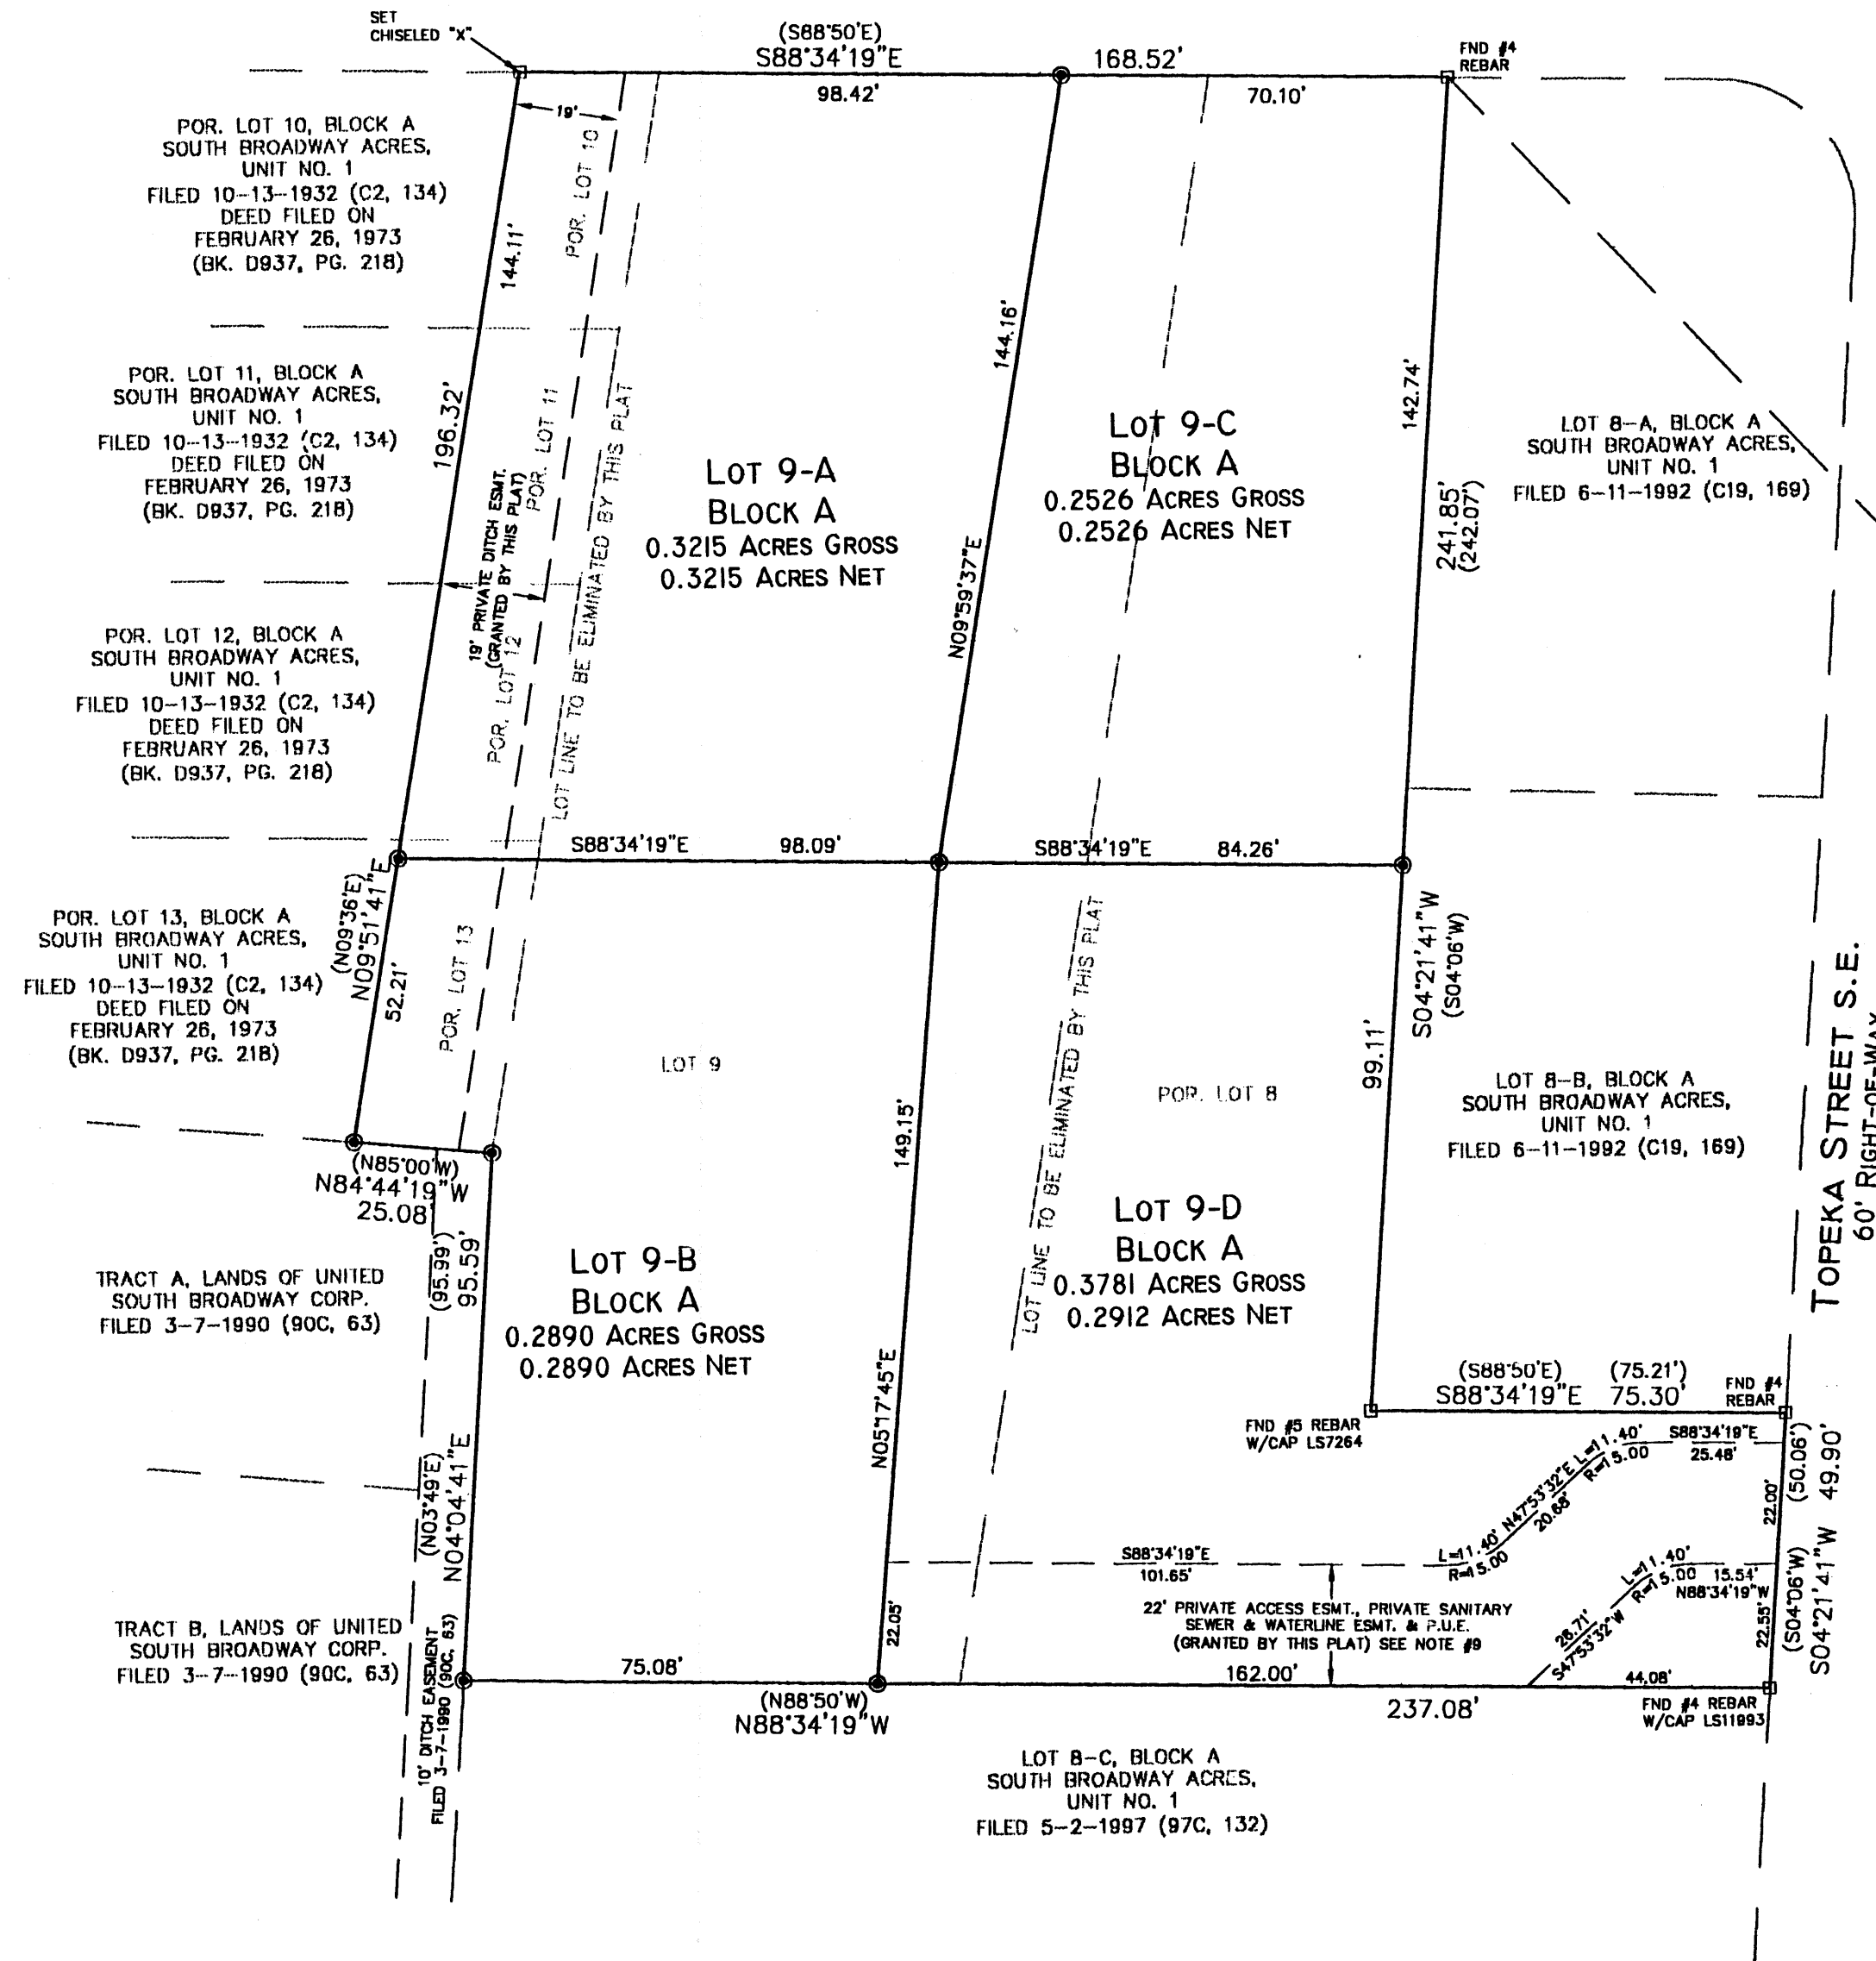 SET
CHISELED "X"
(S88°50'E)
S88°34'19"E
168.52'
FND #4
REBAR
98.42'
70.10'
19'
POR. LOT 10, BLOCK A
SOUTH BROADWAY ACRES,
UNIT NO. 1
FILED 10-13-1932 (C2, 134)
DEED FILED ON
FEBRUARY 26, 1973
(BK. D937, PG. 218)
POR. LOT 10
144.11'
144.16'
142.74'
POR. LOT 11, BLOCK A
SOUTH BROADWAY ACRES,
UNIT NO. 1
FILED 10-13-1932 (C2, 134)
DEED FILED ON
FEBRUARY 26, 1973
(BK. D937, PG. 218)
196.32'
POR. LOT 11
19' PRIVATE DITCH ESMT.
(GRANTED BY THIS PLAT)
LOT LINE TO BE ELIMINATED BY THIS PLAT
LOT 9-A
BLOCK A
0.3215 ACRES GROSS
0.3215 ACRES NET
LOT 9-C
BLOCK A
0.2526 ACRES GROSS
0.2526 ACRES NET
N09°59'37"E
241.85'
(242.07')
LOT 8-A, BLOCK A
SOUTH BROADWAY ACRES,
UNIT NO. 1
FILED 6-11-1992 (C19, 169)
POR. LOT 12, BLOCK A
SOUTH BROADWAY ACRES,
UNIT NO. 1
FILED 10-13-1932 (C2, 134)
DEED FILED ON
FEBRUARY 26, 1973
(BK. D937, PG. 218)
POR. LOT 12
S88°34'19"E
98.09'
S88°34'19"E
84.26'
(N09°36'E)
N09°51'41"E
52.21'
POR. LOT 13, BLOCK A
SOUTH BROADWAY ACRES,
UNIT NO. 1
FILED 10-13-1932 (C2, 134)
DEED FILED ON
FEBRUARY 26, 1973
(BK. D937, PG. 218)
POR. LOT 13
LOT 9
149.15'
LOT LINE TO BE ELIMINATED BY THIS PLAT
POR. LOT 8
99.11'
S04°21'41"W
(S04°06'W)
LOT 8-B, BLOCK A
SOUTH BROADWAY ACRES,
UNIT NO. 1
FILED 6-11-1992 (C19, 169)
TOPEKA STREET S.E.
60' RIGHT-OF-WAY
(N85°00'W)
N84°44'19"W
25.08'
(95.99')
95.59'
TRACT A, LANDS OF UNITED
SOUTH BROADWAY CORP.
FILED 3-7-1990 (90C, 63)
LOT 9-B
BLOCK A
0.2890 ACRES GROSS
0.2890 ACRES NET
LOT 9-D
BLOCK A
0.3781 ACRES GROSS
0.2912 ACRES NET
N05°17'45"E
(S88°50'E)
(75.21')
S88°34'19"E
75.30'
FND #4
REBAR
FND #5 REBAR
W/CAP LS7264
(N03°49'E)
N04°04'41"E
S88°34'19"E
25.48'
L=11.40'
R=15.00
N47°53'32"E
20.68'
L=11.40'
R=15.00
22.00'
(50.06')
49.90'
S88°34'19"E
101.65'
L=11.40'
R=15.00
15.54'
N88°34'19"W
26.71'
S47°53'32"W
22.55'
(S04°06'W)
S04°21'41"W
22.05'
22' PRIVATE ACCESS ESMT., PRIVATE SANITARY
SEWER & WATERLINE ESMT. & P.U.E.
(GRANTED BY THIS PLAT) SEE NOTE #9
TRACT B, LANDS OF UNITED
SOUTH BROADWAY CORP.
FILED 3-7-1990 (90C, 63)
10' DITCH EASEMENT
FILED 3-7-1990 (90C, 63)
75.08'
162.00'
44.08'
(N88°50'W)
N88°34'19"W
237.08'
FND #4 REBAR
W/CAP LS11993
LOT 8-C, BLOCK A
SOUTH BROADWAY ACRES,
UNIT NO. 1
FILED 5-2-1997 (97C, 132)